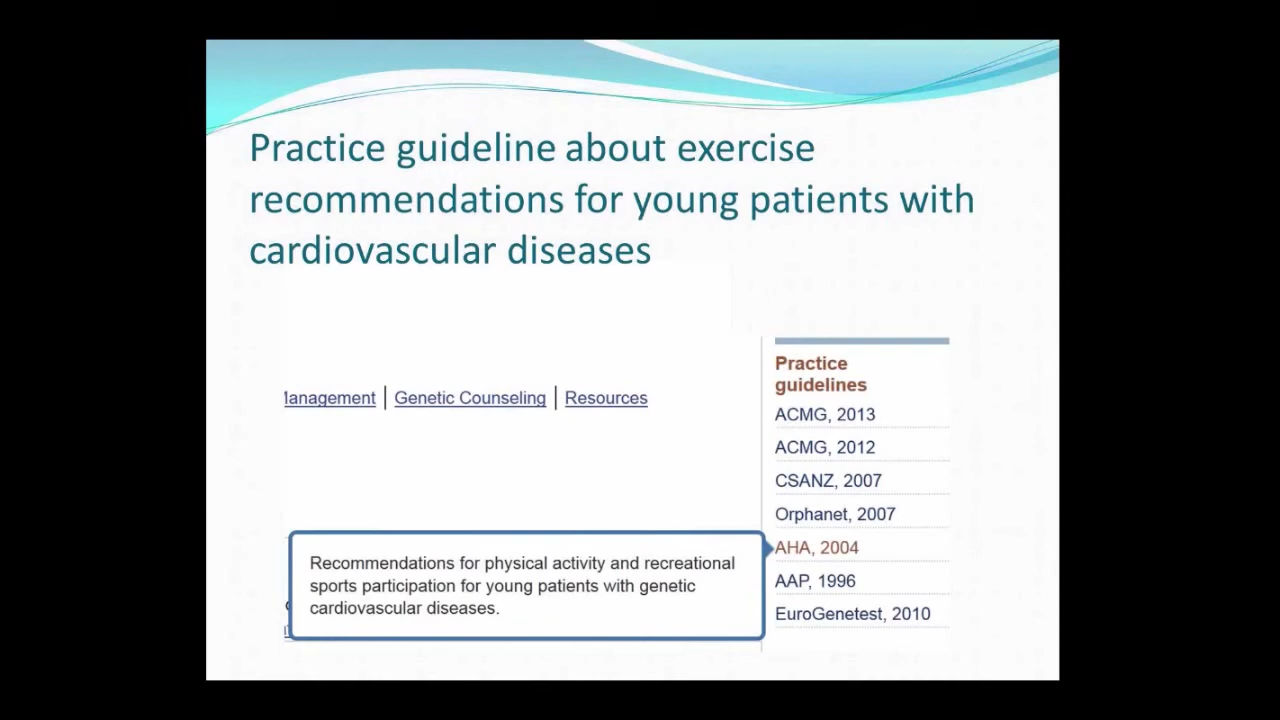 Practice guideline about exercise
recommendations for young patients with
cardiovascular diseases
anagement | Genetic Counseling | Resources
Practice
guidelines
ACMG, 2013
ACMG, 2012
CSANZ, 2007
Orphanet, 2007
AHA, 2004
AAP, 1996
EuroGenetest, 2010
Recommendations for physical activity and recreational
sports participation for young patients with genetic
cardiovascular diseases.